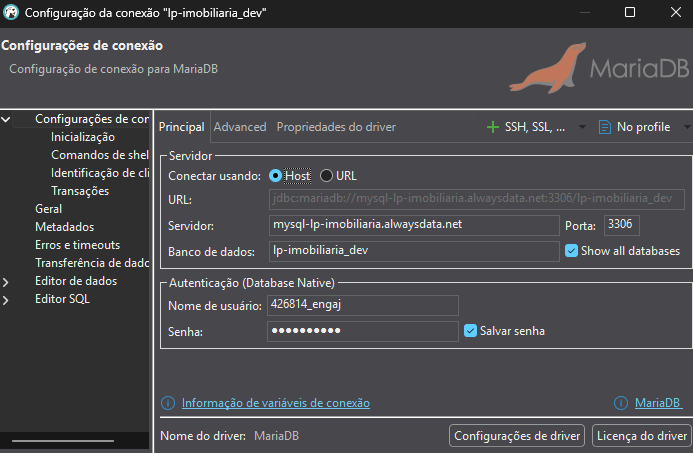 Configuração da conexão "lp-imobiliaria_dev"
Configurações de conexão
Configuração de conexão para MariaDB
MariaDB
Configurações de con
Inicialização
Comandos de shel
Identificação de cli
Transações
Geral
Metadados
Erros e timeouts
Transferência de dado
Editor de dados
Editor SQL
Principal Advanced Propriedades do driver
SSH, SSL, ... No profile
Servidor
Conectar usando: Host URL
URL: jdbc:mariadb://mysql-lp-imobiliaria.alwaysdata.net:3306/lp-imobiliaria_dev
Servidor: mysql-lp-imobiliaria.alwaysdata.net Porta: 3306
Banco de dados: lp-imobiliaria_dev Show all databases
Autenticação (Database Native)
Nome de usuário: 426814_engaj
Senha: ●●●●●●●●●● Salvar senha
Informação de variáveis de conexão MariaDB
Nome do driver: MariaDB Configurações de driver Licença do driver